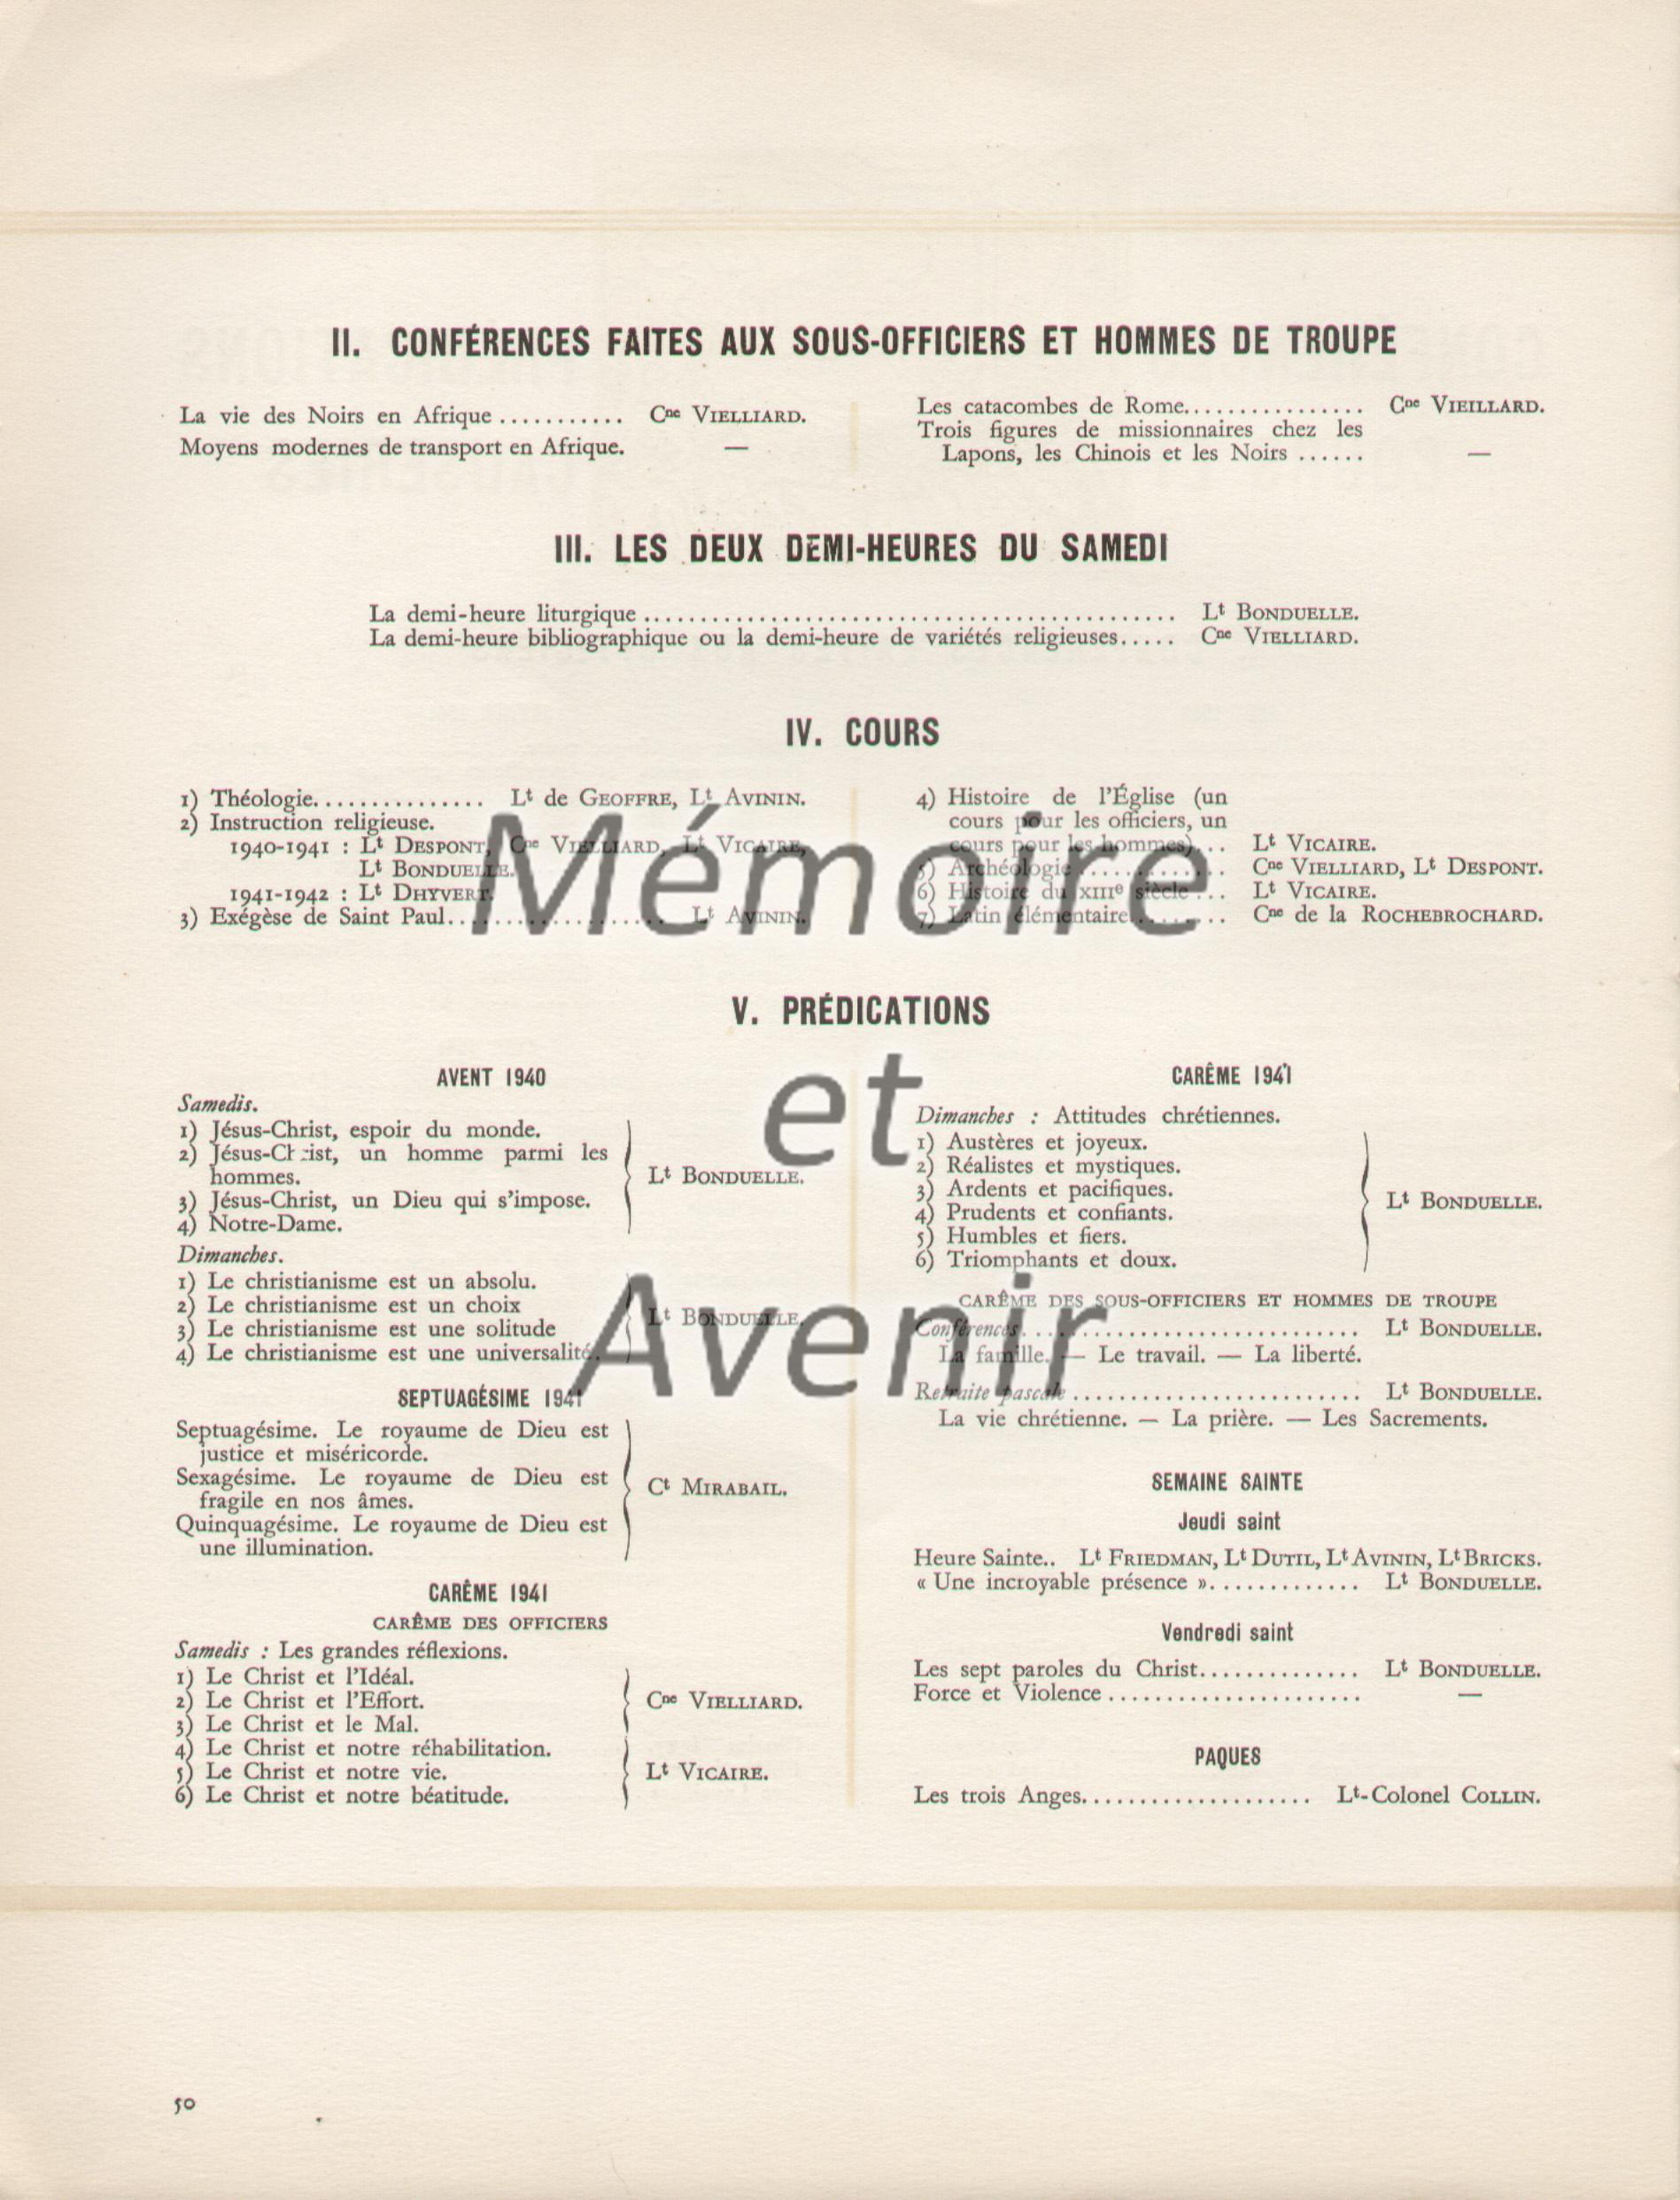 II. CONFÉRENCES FAITES AUX SOUS-OFFICIERS ET HOMMES DE TROUPE
La vie des Noirs en Afrique ........... Cne VIELLIARD.
Moyens modernes de transport en Afrique. —
Les catacombes de Rome................ Cne VIEILLARD.
Trois figures de missionnaires chez les
Lapons, les Chinois et les Noirs ...... —
III. LES DEUX DEMI-HEURES DU SAMEDI
La demi-heure liturgique ............................................... Lt BONDUELLE.
La demi-heure bibliographique ou la demi-heure de variétés religieuses..... Cne VIELLIARD.
IV. COURS
1) Théologie............... Lt de GEOFFRE, Lt AVININ.
2) Instruction religieuse.
1940-1941 : Lt DESPONT, Cne VIELLIARD, Lt VICAIRE,
Lt BONDUELLE.
1941-1942 : Lt DHYVERT.
3) Exégèse de Saint Paul................... Lt AVININ.
4) Histoire de l'Église (un
cours pour les officiers, un
cours pour les hommes)... Lt VICAIRE.
5) Archéologie ............. Cne VIELLIARD, Lt DESPONT.
6) Histoire du XIIIe siècle ... Lt VICAIRE.
7) Latin élémentaire........ Cne de la ROCHEBROCHARD.
V. PRÉDICATIONS
AVENT 1940
Samedis.
1) Jésus-Christ, espoir du monde.
2) Jésus-Christ, un homme parmi les
hommes.
Lt BONDUELLE.
3) Jésus-Christ, un Dieu qui s'impose.
4) Notre-Dame.
Dimanches.
1) Le christianisme est un absolu.
2) Le christianisme est un choix
Lt BONDUELLE.
3) Le christianisme est une solitude
4) Le christianisme est une universalité.
SEPTUAGÉSIME 1941
Septuagésime. Le royaume de Dieu est
justice et miséricorde.
Sexagésime. Le royaume de Dieu est
Ct MIRABAIL.
fragile en nos âmes.
Quinquagésime. Le royaume de Dieu est
une illumination.
CARÊME 1941
CARÊME DES OFFICIERS
Samedis : Les grandes réflexions.
1) Le Christ et l'Idéal.
2) Le Christ et l'Effort.
Cne VIELLIARD.
3) Le Christ et le Mal.
4) Le Christ et notre réhabilitation.
5) Le Christ et notre vie.
Lt VICAIRE.
6) Le Christ et notre béatitude.
CARÊME 1941
Dimanches : Attitudes chrétiennes.
1) Austères et joyeux.
2) Réalistes et mystiques.
3) Ardents et pacifiques.
Lt BONDUELLE.
4) Prudents et confiants.
5) Humbles et fiers.
6) Triomphants et doux.
CARÊME DES SOUS-OFFICIERS ET HOMMES DE TROUPE
Conférences.............................. Lt BONDUELLE.
La famille. — Le travail. — La liberté.
Retraite pascale .......................... Lt BONDUELLE.
La vie chrétienne. — La prière. — Les Sacrements.
SEMAINE SAINTE
Jeudi saint
Heure Sainte.. Lt FRIEDMAN, Lt DUTIL, Lt AVININ, Lt BRICKS.
« Une incroyable présence »............. Lt BONDUELLE.
Vendredi saint
Les sept paroles du Christ.............. Lt BONDUELLE.
Force et Violence ....................... —
PAQUES
Les trois Anges.................... Lt-Colonel COLLIN.
50
Mémoire
et
Avenir